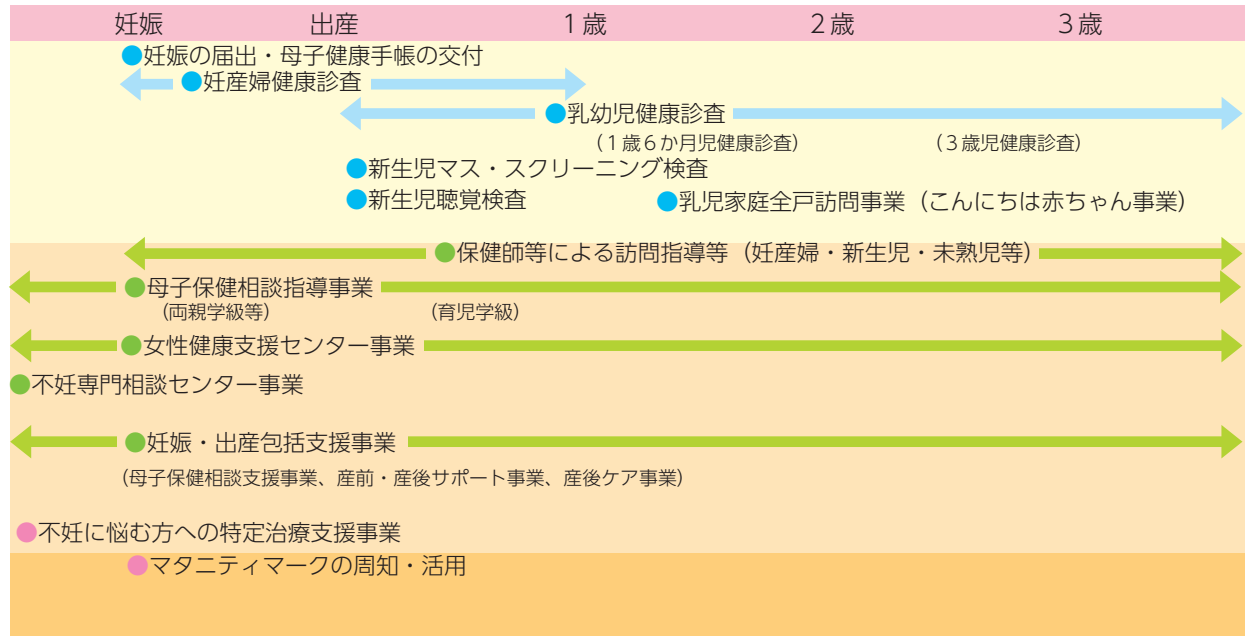 妊娠 出産 1歳 2歳 3歳
●妊娠の届出・母子健康手帳の交付
●妊産婦健康診査
●乳幼児健康診査
（1歳6か月児健康診査） （3歳児健康診査）
●新生児マス・スクリーニング検査
●新生児聴覚検査 ●乳児家庭全戸訪問事業（こんにちは赤ちゃん事業）
●保健師等による訪問指導等（妊産婦・新生児・未熟児等）
●母子保健相談指導事業
（両親学級等） （育児学級）
●女性健康支援センター事業
●不妊専門相談センター事業
●妊娠・出産包括支援事業
（母子保健相談支援事業、産前・産後サポート事業、産後ケア事業）
●不妊に悩む方への特定治療支援事業
●マタニティマークの周知・活用